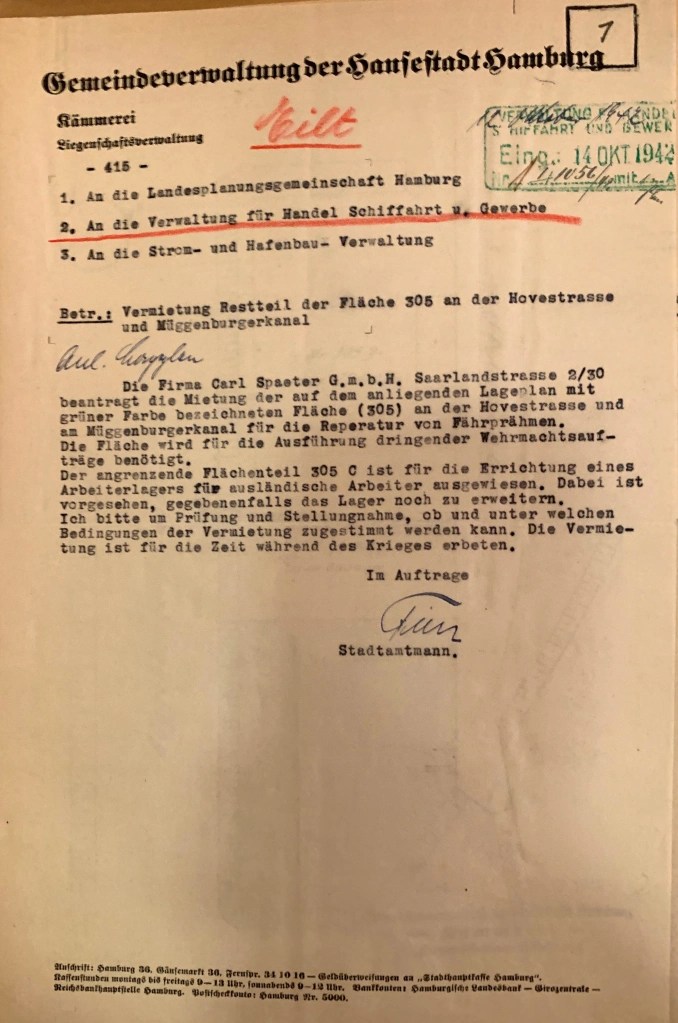 1
Gemeindeverwaltung der Hansestadt Hamburg
Kämmerei
Liegenschaftsverwaltung
- 415 -
Eilt
VERWALTUNG HANDEL
SCHIFFAHRT UND GEWER
Eing. 14 OKT. 1942
1. An die Landesplanungsgemeinschaft Hamburg
2. An die Verwaltung für Handel Schiffahrt u. Gewerbe
3. An die Strom- und Hafenbau- Verwaltung
Betr.: Vermietung Restteil der Fläche 305 an der Hovestrasse
und Müggenburgerkanal
Die Firma Carl Spaeter G.m.b.H. Saarlandstrasse 2/30
beantragt die Mietung der auf dem anliegenden Lageplan mit
grüner Farbe bezeichneten Fläche (305) an der Hovestrasse und
am Müggenburgerkanal für die Reperatur von Fährprähmen.
Die Fläche wird für die Ausführung dringender Wehrmachtsauf-
träge benötigt.
Der angrenzende Flächenteil 305 C ist für die Errichtung eines
Arbeiterlagers für ausländische Arbeiter ausgewiesen. Dabei ist
vorgesehen, gegebenenfalls das Lager noch zu erweitern.
Ich bitte um Prüfung und Stellungnahme, ob und unter welchen
Bedingungen der Vermietung zugestimmt werden kann. Die Vermie-
tung ist für die Zeit während des Krieges erbeten.
Im Auftrage
Stadtamtmann.
Anschrift: Hamburg 36, Gänsemarkt 36, Fernspr. 34 10 16 — Geldüberweisungen an „Stadthauptkasse Hamburg".
Kassenstunden montags bis freitags 9—13 Uhr, sonnabends 9—12 Uhr. Bankkonten: Hamburgische Landesbank — Girozentrale —
Reichsbankhauptstelle Hamburg. Postscheckkonto: Hamburg Nr. 5000.